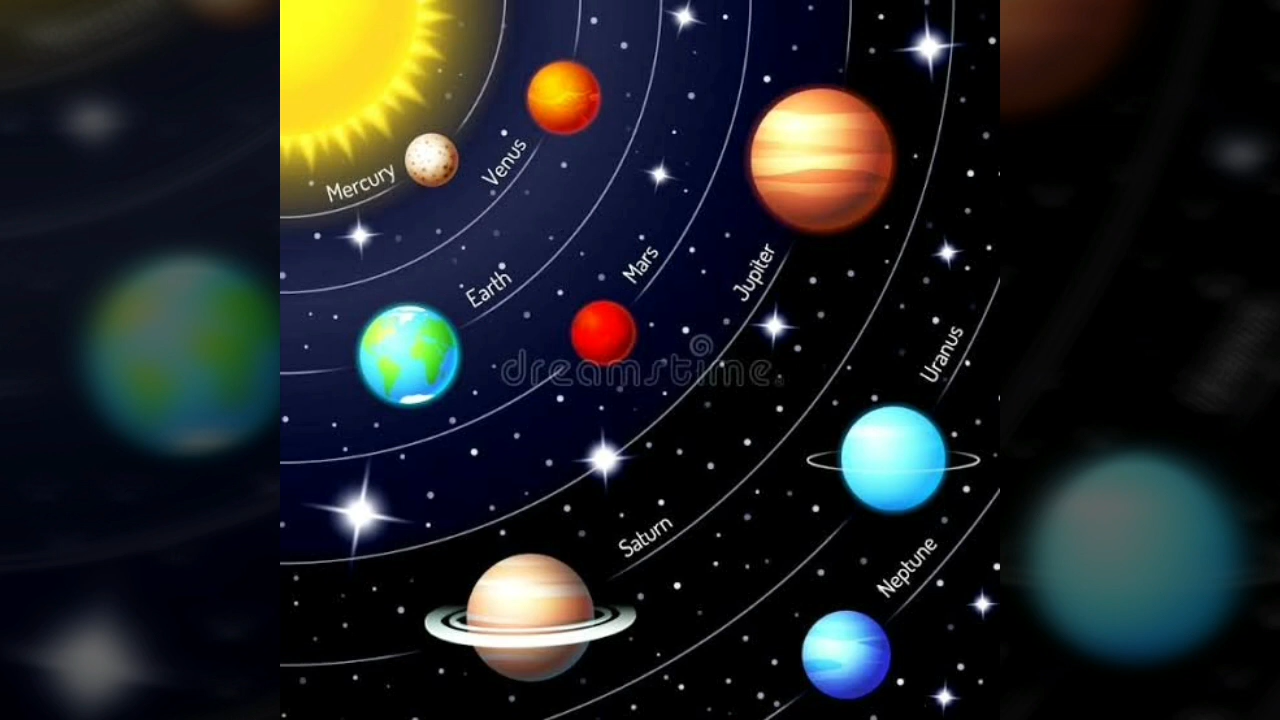 Mercury
Venus
Earth
Mars
Jupiter
Saturn
Uranus
Neptune
dreamstime.